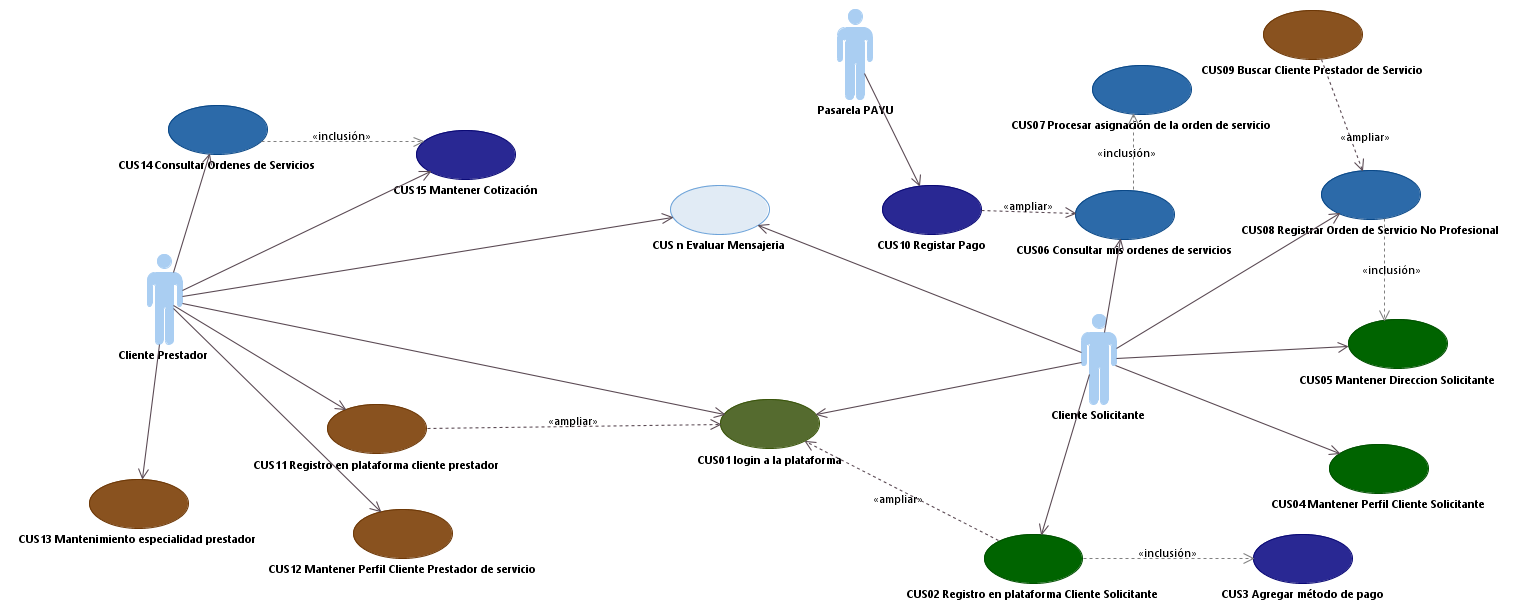 CUS09 Buscar Cliente Prestador de Servicio
Pasarela PAYU
CUS07 Procesar asignación de la orden de servicio
«inclusión»
«ampliar»
CUS14 Consultar Ordenes de Servicios
«inclusión»
CUS15 Mantener Cotización
«ampliar»
CUS10 Registar Pago
CUS06 Consultar mis ordenes de servicios
CUS08 Registrar Orden de Servicio No Profesional
CUS n Evaluar Mensajeria
«inclusión»
Cliente Prestador
CUS05 Mantener Direccion Solicitante
Cliente Solicitante
«ampliar»
CUS11 Registro en plataforma cliente prestador
CUS01 login a la plataforma
«ampliar»
CUS04 Mantener Perfil Cliente Solicitante
CUS13 Mantenimiento especialidad prestador
CUS12 Mantener Perfil Cliente Prestador de servicio
«inclusión»
CUS02 Registro en plataforma Cliente Solicitante
CUS3 Agregar método de pago